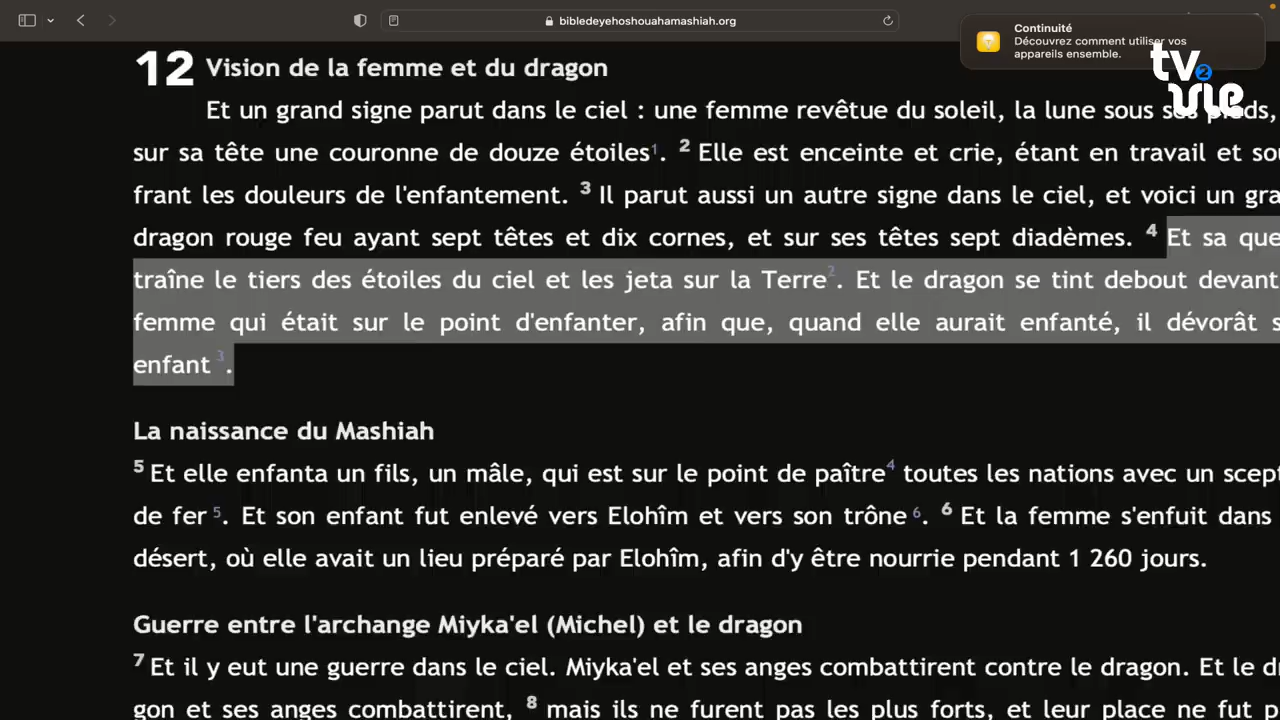 bibledeyehoshouahamashiah.org
Continuité
Découvrez comment utiliser vos
appareils ensemble.
tv2vie
12 Vision de la femme et du dragon
Et un grand signe parut dans le ciel : une femme revêtue du soleil, la lune sous ses pieds,
sur sa tête une couronne de douze étoiles1. 2 Elle est enceinte et crie, étant en travail et sou
frant les douleurs de l'enfantement. 3 Il parut aussi un autre signe dans le ciel, et voici un gra
dragon rouge feu ayant sept têtes et dix cornes, et sur ses têtes sept diadèmes. 4 Et sa que
traîne le tiers des étoiles du ciel et les jeta sur la Terre2. Et le dragon se tint debout devant
femme qui était sur le point d'enfanter, afin que, quand elle aurait enfanté, il dévorât s
enfant 3.
La naissance du Mashiah
5 Et elle enfanta un fils, un mâle, qui est sur le point de paître4 toutes les nations avec un scept
de fer 5. Et son enfant fut enlevé vers Elohîm et vers son trône 6. 6 Et la femme s'enfuit dans
désert, où elle avait un lieu préparé par Elohîm, afin d'y être nourrie pendant 1 260 jours.
Guerre entre l'archange Miyka'el (Michel) et le dragon
7 Et il y eut une guerre dans le ciel. Miyka'el et ses anges combattirent contre le dragon. Et le d
gon et ses anges combattirent, 8 mais ils ne furent pas les plus forts, et leur place ne fut p